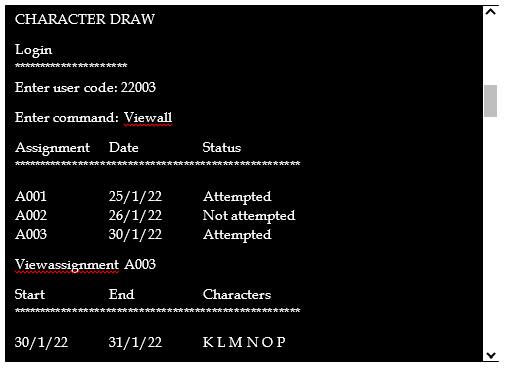 CHARACTER DRAW
Login
*********************
Enter user code: 22003
Enter command: Viewall
Assignment Date Status
*****************************************************
A001 25/1/22 Attempted
A002 26/1/22 Not attempted
A003 30/1/22 Attempted
Viewassignment A003
Start End Characters
*****************************************************
30/1/22 31/1/22 K L M N O P